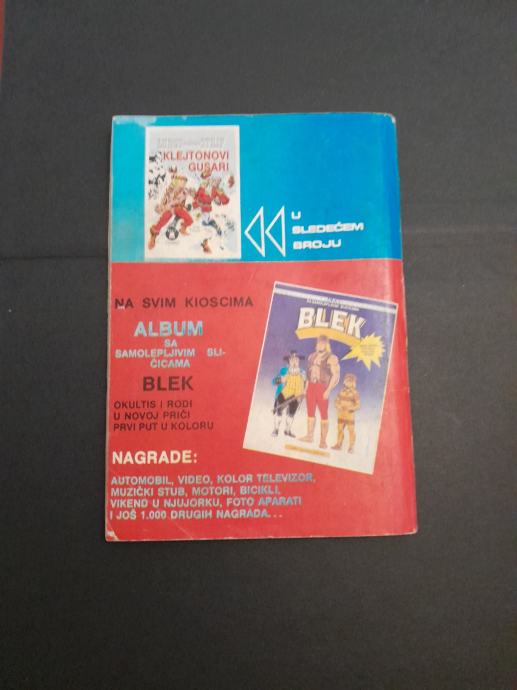 KLEJTONOVI
GUSARI
U
SLEDEĆEM
BROJU
NA SVIM KIOSCIMA
ALBUM
SA
SAMOLEPLJIVIM SLI-
ČICAMA
BLEK
OKULTIS I RODI
U NOVOJ PRIČI
PRVI PUT U KOLORU
BLEK
NAGRADE:
AUTOMOBIL, VIDEO, KOLOR TELEVIZOR,
MUZIČKI STUB, MOTORI, BICIKLI,
VIKEND U NJUJORKU, FOTO APARATI
I JOŠ 1.000 DRUGIH NAGRADA...